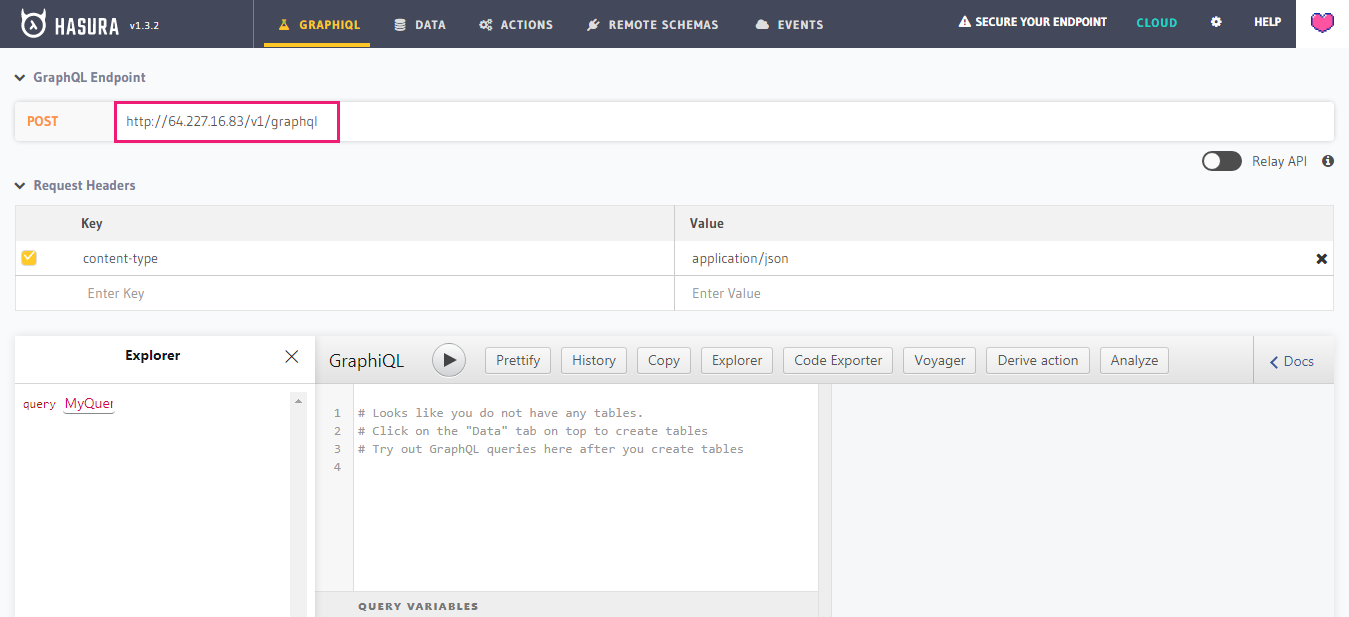 HASURA v1.3.2 GRAPHIQL DATA ACTIONS REMOTE SCHEMAS EVENTS SECURE YOUR ENDPOINT CLOUD HELP
GraphQL Endpoint
POST http://64.227.16.83/v1/graphql
Relay API
Request Headers
Key Value
content-type application/json
Enter Key Enter Value
Explorer
GraphiQL Prettify History Copy Explorer Code Exporter Voyager Derive action Analyze Docs
query MyQuer
1 # Looks like you do not have any tables.
2 # Click on the "Data" tab on top to create tables
3 # Try out GraphQL queries here after you create tables
4
QUERY VARIABLES